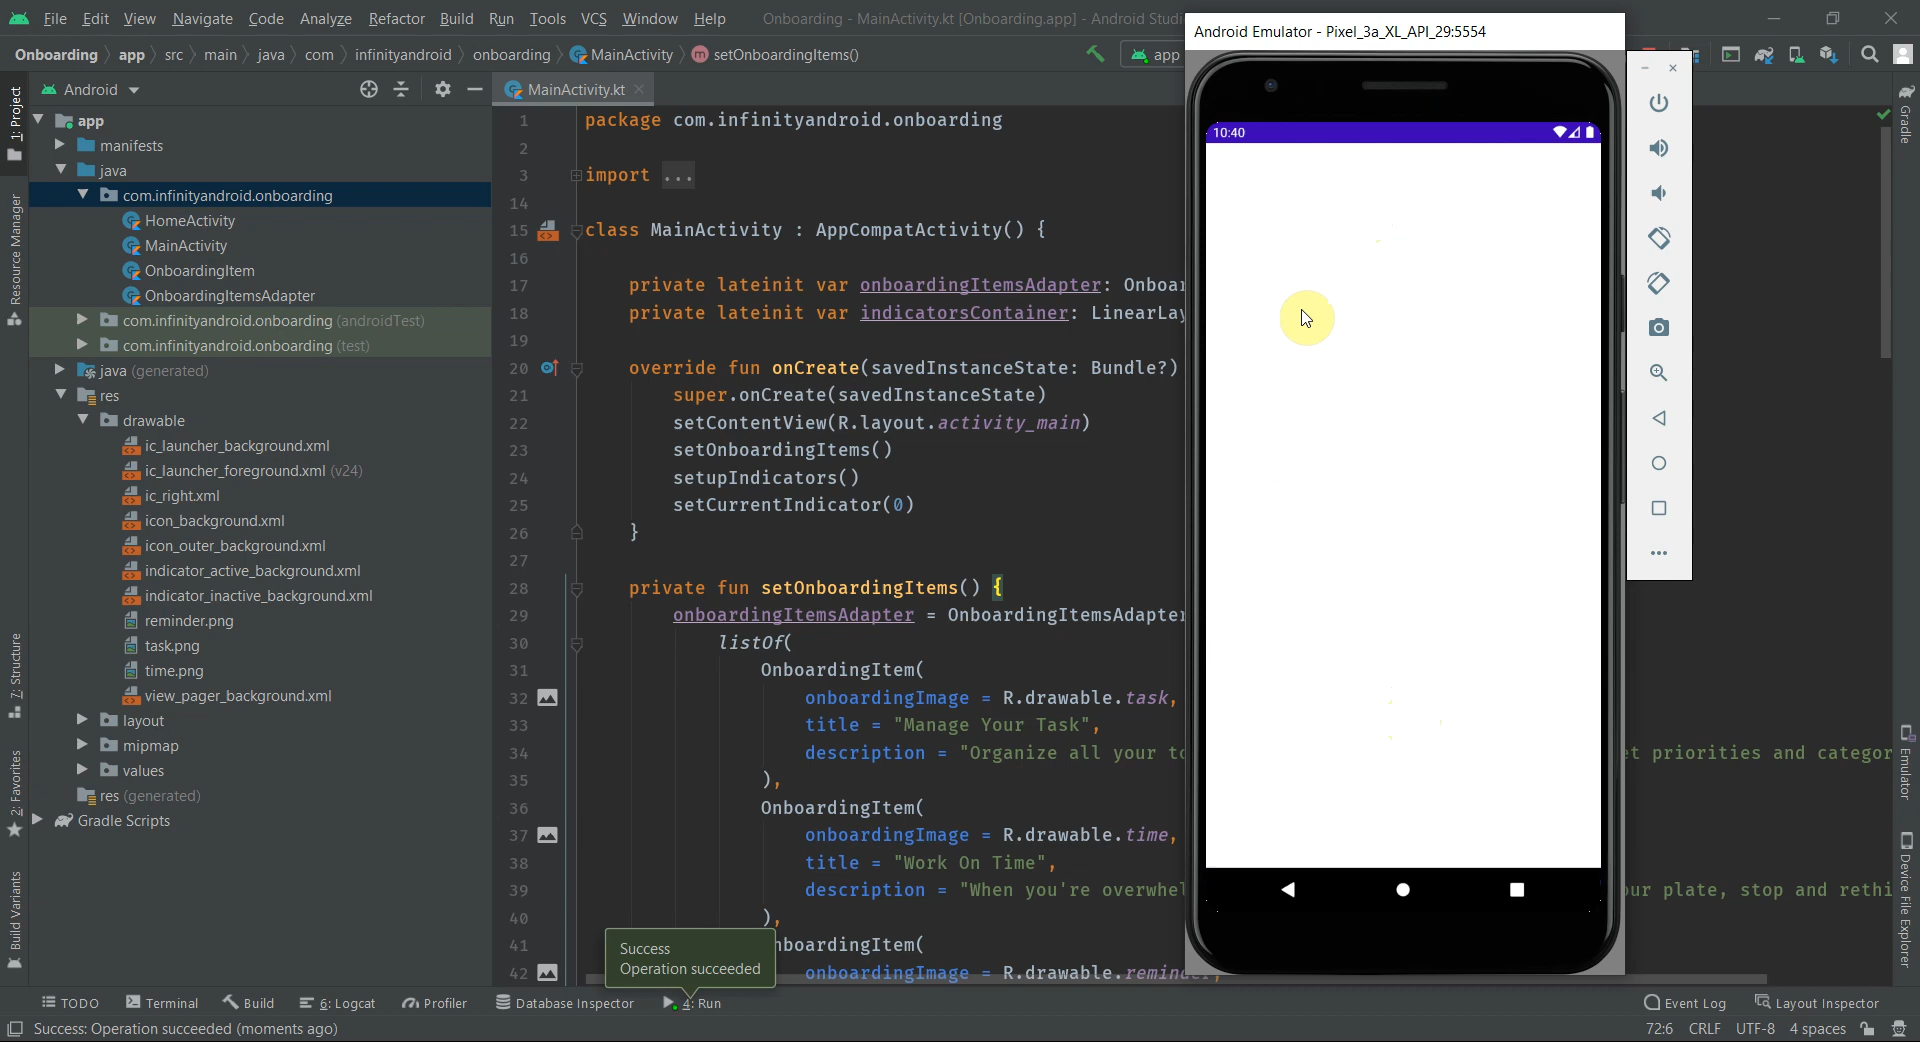 File Edit View Navigate Code Analyze Refactor Build Run Tools VCS Window Help Onboarding - MainActivity.kt [Onboarding.app] - Android Studi
Android Emulator - Pixel_3a_XL_API_29:5554
Onboarding app src main java com infinityandroid onboarding MainActivity setOnboardingItems() app
Android MainActivity.kt
10:40
1: Project
Resource Manager
7: Structure
2: Favorites
Build Variants
app
manifests
java
com.infinityandroid.onboarding
HomeActivity
MainActivity
OnboardingItem
OnboardingItemsAdapter
com.infinityandroid.onboarding (androidTest)
com.infinityandroid.onboarding (test)
java (generated)
res
drawable
ic_launcher_background.xml
ic_launcher_foreground.xml (v24)
ic_right.xml
icon_background.xml
icon_outer_background.xml
indicator_active_background.xml
indicator_inactive_background.xml
reminder.png
task.png
time.png
view_pager_background.xml
layout
mipmap
values
res (generated)
Gradle Scripts
1 package com.infinityandroid.onboarding
2
3 import ...
14
15 class MainActivity : AppCompatActivity() {
16
17 private lateinit var onboardingItemsAdapter: Onboar
18 private lateinit var indicatorsContainer: LinearLay
19
20 override fun onCreate(savedInstanceState: Bundle?)
21 super.onCreate(savedInstanceState)
22 setContentView(R.layout.activity_main)
23 setOnboardingItems()
24 setupIndicators()
25 setCurrentIndicator(0)
26 }
27
28 private fun setOnboardingItems() {
29 onboardingItemsAdapter = OnboardingItemsAdapter
30 listOf(
31 OnboardingItem(
32 onboardingImage = R.drawable.task,
33 title = "Manage Your Task",
34 description = "Organize all your to et priorities and categor
35 ),
36 OnboardingItem(
37 onboardingImage = R.drawable.time,
38 title = "Work On Time",
39 description = "When you're overwhel ur plate, stop and rethi
40 ),
41 nboardingItem(
42 onboardingImage = R.drawable.reminder,
Success
Operation succeeded
Gradle
Emulator
Device File Explorer
TODO Terminal Build 6: Logcat Profiler Database Inspector 4: Run Event Log Layout Inspector
Success: Operation succeeded (moments ago) 72:6 CRLF UTF-8 4 spaces